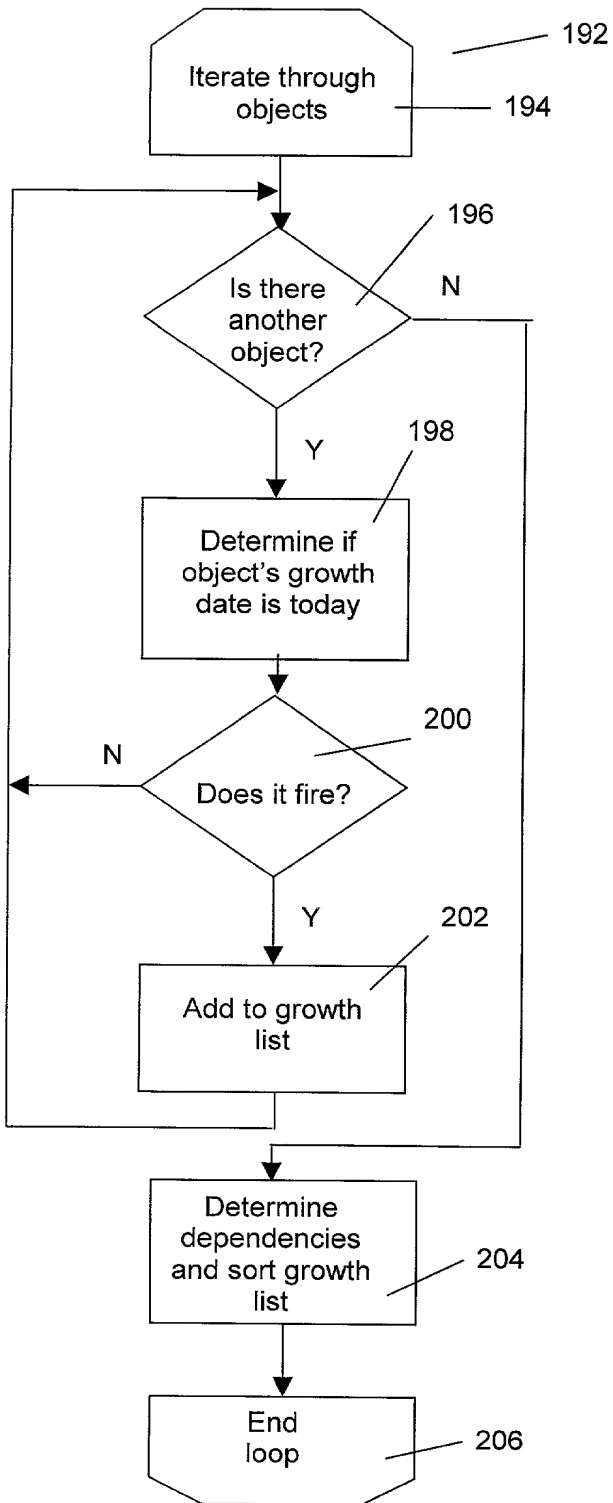 192
Iterate through
objects
194
196
Is there
another
object?
N
Y
198
Determine if
object's growth
date is today
200
N
Does it fire?
Y
202
Add to growth
list
Determine
dependencies
and sort growth
list
204
End
loop
206